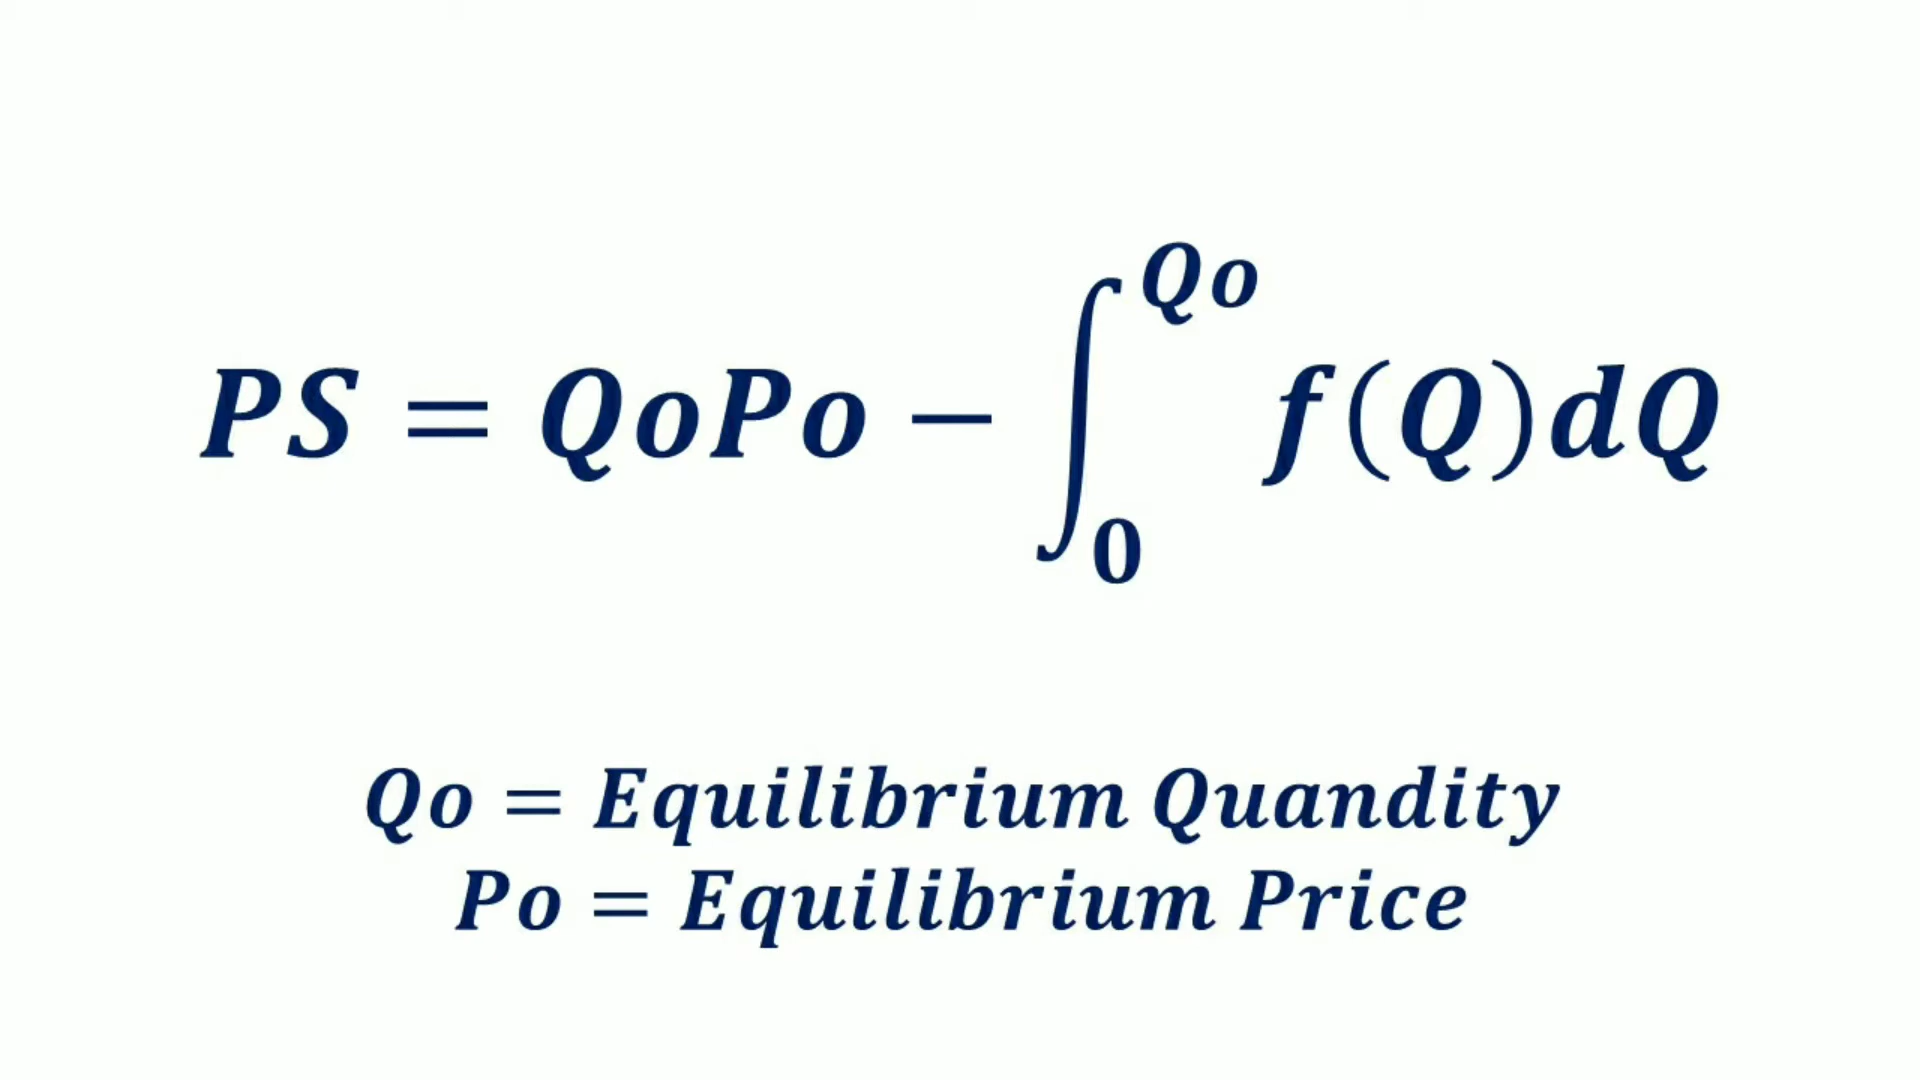 PS = QoPo − ∫₀^Qo f(Q)dQ
Qo = Equilibrium Quandity
Po = Equilibrium Price